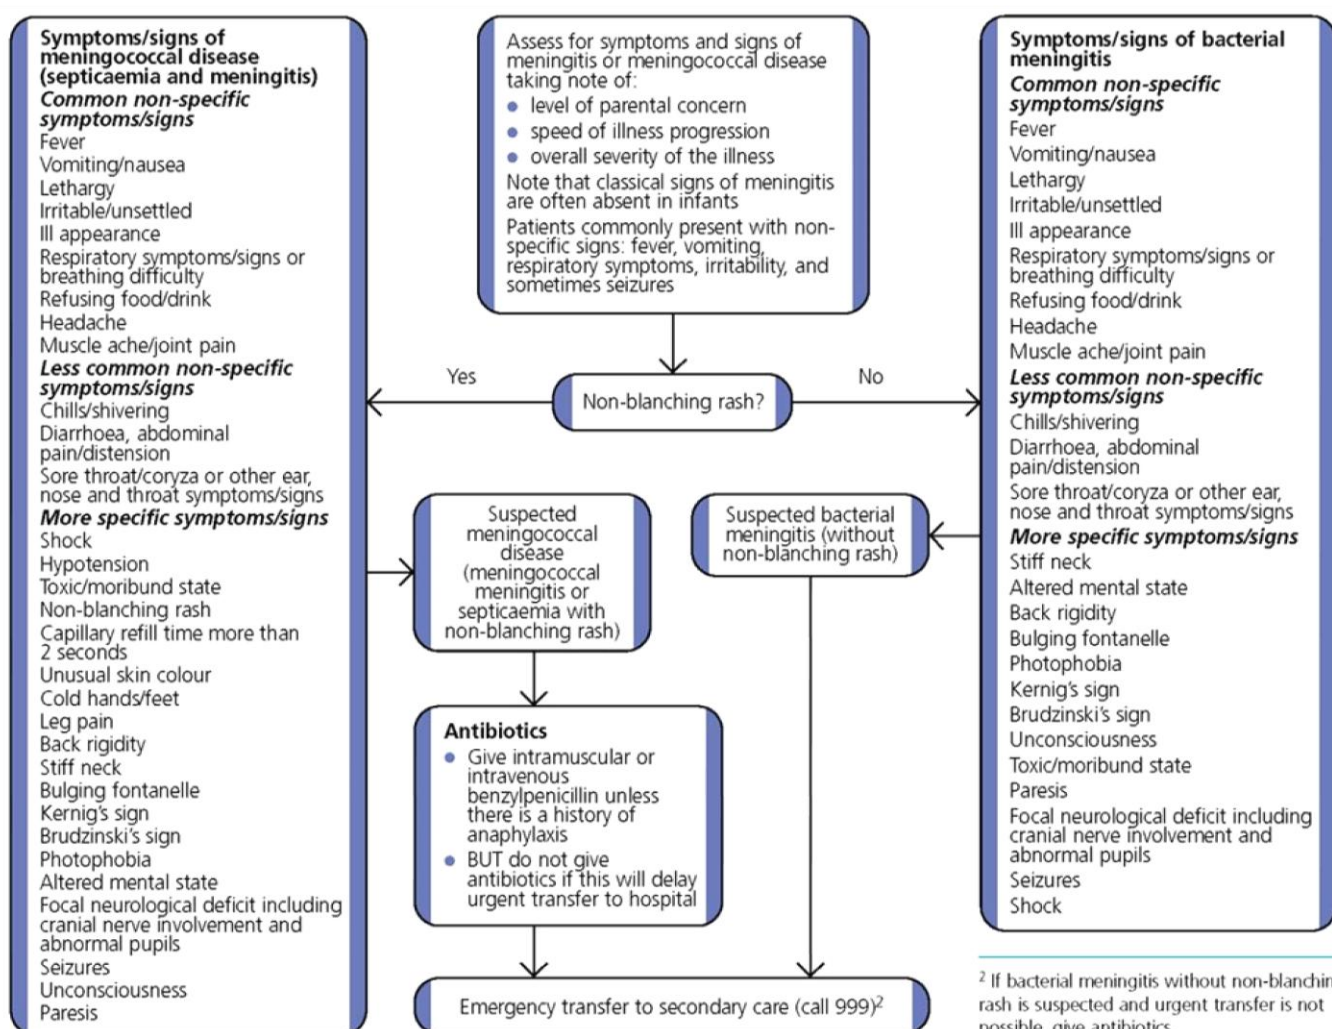 Symptoms/signs of
meningococcal disease
(septicaemia and meningitis)
Common non-specific
symptoms/signs
Fever
Vomiting/nausea
Lethargy
Irritable/unsettled
Ill appearance
Respiratory symptoms/signs or
breathing difficulty
Refusing food/drink
Headache
Muscle ache/joint pain
Less common non-specific
symptoms/signs
Chills/shivering
Diarrhoea, abdominal
pain/distension
Sore throat/coryza or other ear,
nose and throat symptoms/signs
More specific symptoms/signs
Shock
Hypotension
Toxic/moribund state
Non-blanching rash
Capillary refill time more than
2 seconds
Unusual skin colour
Cold hands/feet
Leg pain
Back rigidity
Stiff neck
Bulging fontanelle
Kernig's sign
Brudzinski's sign
Photophobia
Altered mental state
Focal neurological deficit including
cranial nerve involvement and
abnormal pupils
Seizures
Unconsciousness
Paresis
Assess for symptoms and signs of
meningitis or meningococcal disease
taking note of:
• level of parental concern
• speed of illness progression
• overall severity of the illness
Note that classical signs of meningitis
are often absent in infants
Patients commonly present with non-
specific signs: fever, vomiting,
respiratory symptoms, irritability, and
sometimes seizures
Yes
Non-blanching rash?
No
Suspected
meningococcal
disease
(meningococcal
meningitis or
septicaemia with
non-blanching rash)
Suspected bacterial
meningitis (without
non-blanching rash)
Antibiotics
• Give intramuscular or
intravenous
benzylpenicillin unless
there is a history of
anaphylaxis
• BUT do not give
antibiotics if this will delay
urgent transfer to hospital
Emergency transfer to secondary care (call 999)²
Symptoms/signs of bacterial
meningitis
Common non-specific
symptoms/signs
Fever
Vomiting/nausea
Lethargy
Irritable/unsettled
Ill appearance
Respiratory symptoms/signs or
breathing difficulty
Refusing food/drink
Headache
Muscle ache/joint pain
Less common non-specific
symptoms/signs
Chills/shivering
Diarrhoea, abdominal
pain/distension
Sore throat/coryza or other ear,
nose and throat symptoms/signs
More specific symptoms/signs
Stiff neck
Altered mental state
Back rigidity
Bulging fontanelle
Photophobia
Kernig's sign
Brudzinski's sign
Unconsciousness
Toxic/moribund state
Paresis
Focal neurological deficit including
cranial nerve involvement and
abnormal pupils
Seizures
Shock
² If bacterial meningitis without non-blanchin
rash is suspected and urgent transfer is not
possible, give antibiotics